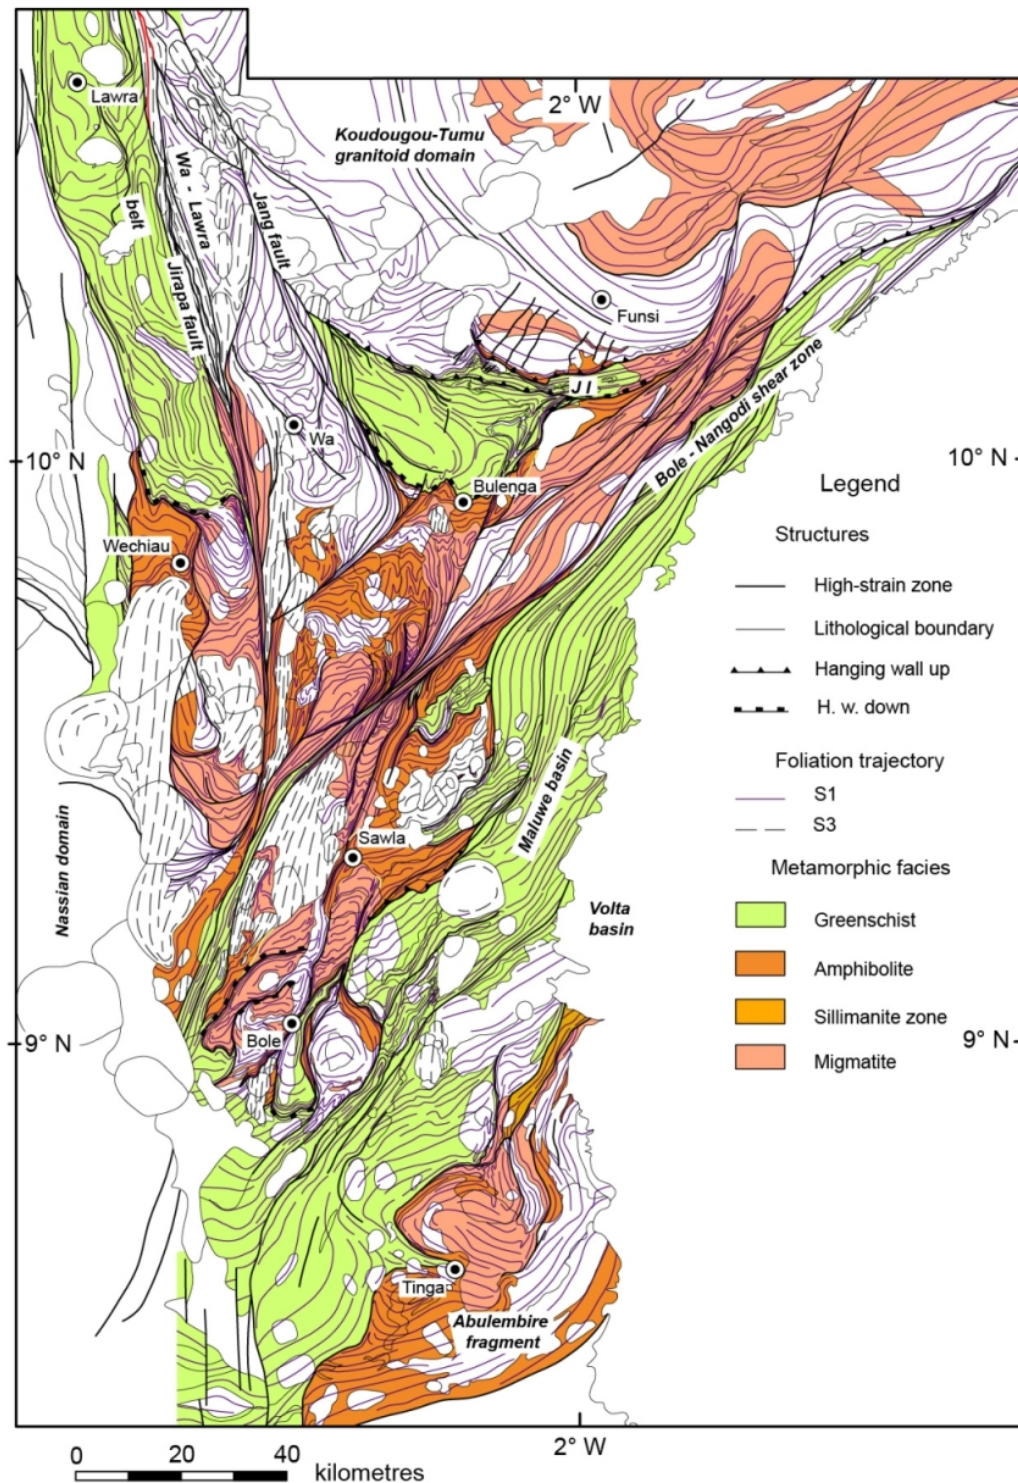 Lawra
2° W
Koudougou-Tumu
granitoid domain
Wa - Lawra
belt
Jang fault
Jirapa fault
Funsi
J I
Bole - Nangodi shear zone
Wa
10° N
10° N
Bulenga
Wechiau
Legend
Structures
High-strain zone
Lithological boundary
Hanging wall up
H. w. down
Foliation trajectory
S1
S3
Metamorphic facies
Greenschist
Amphibolite
Sillimanite zone
Migmatite
Maluwe basin
Sawla
Nassian domain
Volta
basin
Bole
9° N
9° N
Tinga
Abulembire
fragment
2° W
0 20 40
kilometres